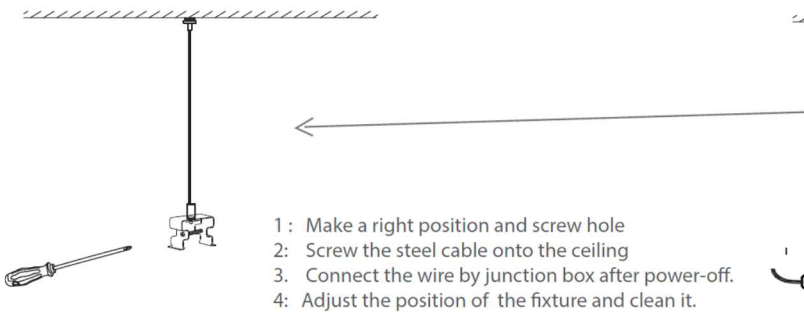 1 : Make a right position and screw hole
2: Screw the steel cable onto the ceiling
3. Connect the wire by junction box after power-off.
4: Adjust the position of the fixture and clean it.